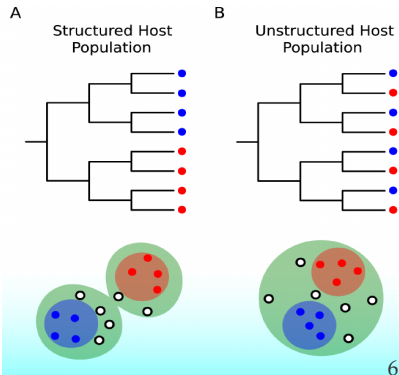 A
Structured Host
Population
B
Unstructured Host
Population
6